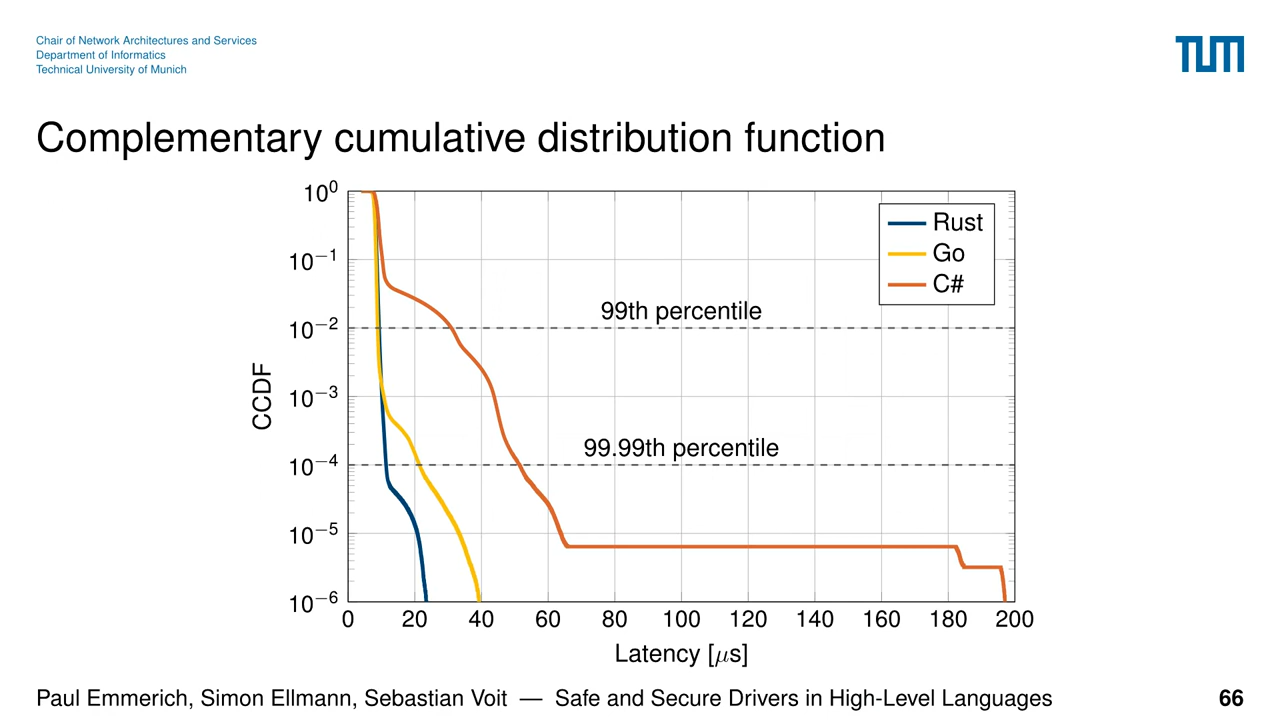 Chair of Network Architectures and Services
Department of Informatics
Technical University of Munich
TUM
Complementary cumulative distribution function
10⁰
10⁻¹
10⁻²
10⁻³
10⁻⁴
10⁻⁵
10⁻⁶
CCDF
Rust
Go
C#
99th percentile
99.99th percentile
0 20 40 60 80 100 120 140 160 180 200
Latency [μs]
Paul Emmerich, Simon Ellmann, Sebastian Voit — Safe and Secure Drivers in High-Level Languages 66